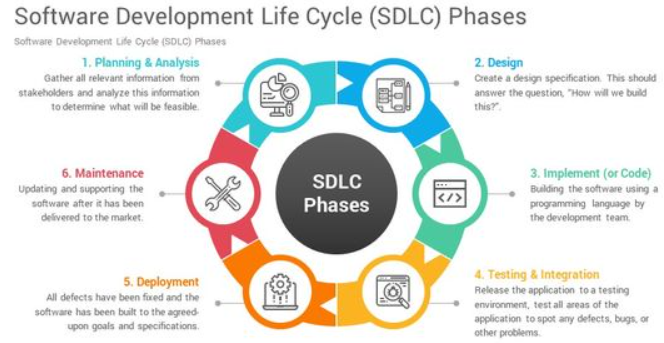 Software Development Life Cycle (SDLC) Phases
Software Development Life Cycle (SDLC) Phases
1. Planning & Analysis
Gather all relevant information from
stakeholders and analyze this information
to determine what will be feasible.
2. Design
Create a design specification. This should
answer the question, “How will we build
this?”.
3. Implement (or Code)
Building the software using a
programming language by
the development team.
4. Testing & Integration
Release the application to a testing
environment, test all areas of the
application to spot any defects, bugs, or
other problems.
5. Deployment
All defects have been fixed and the
software has been built to the agreed-
upon goals and specifications.
6. Maintenance
Updating and supporting the
software after it has been
delivered to the market.
SDLC
Phases